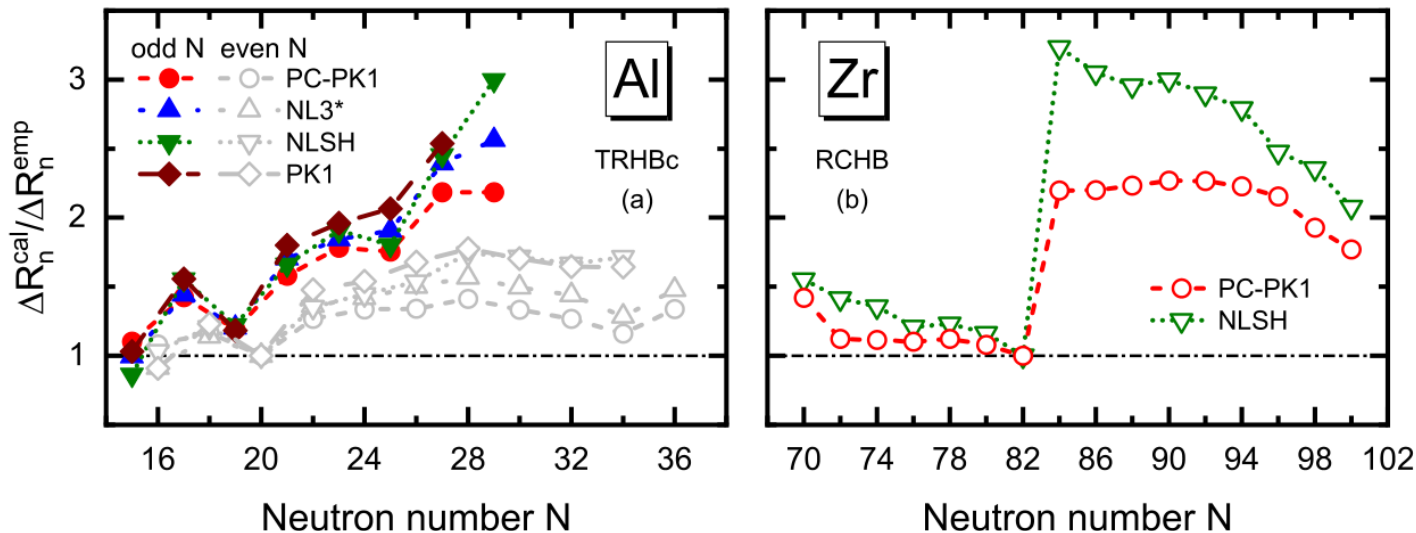 odd N even N
PC-PK1
NL3*
NLSH
PK1
Al
TRHBc
(a)
Zr
RCHB
(b)
PC-PK1
NLSH
ΔR_n^cal/ΔR_n^emp
3
2
1
16 20 24 28 32 36
70 74 78 82 86 90 94 98 102
Neutron number N
Neutron number N